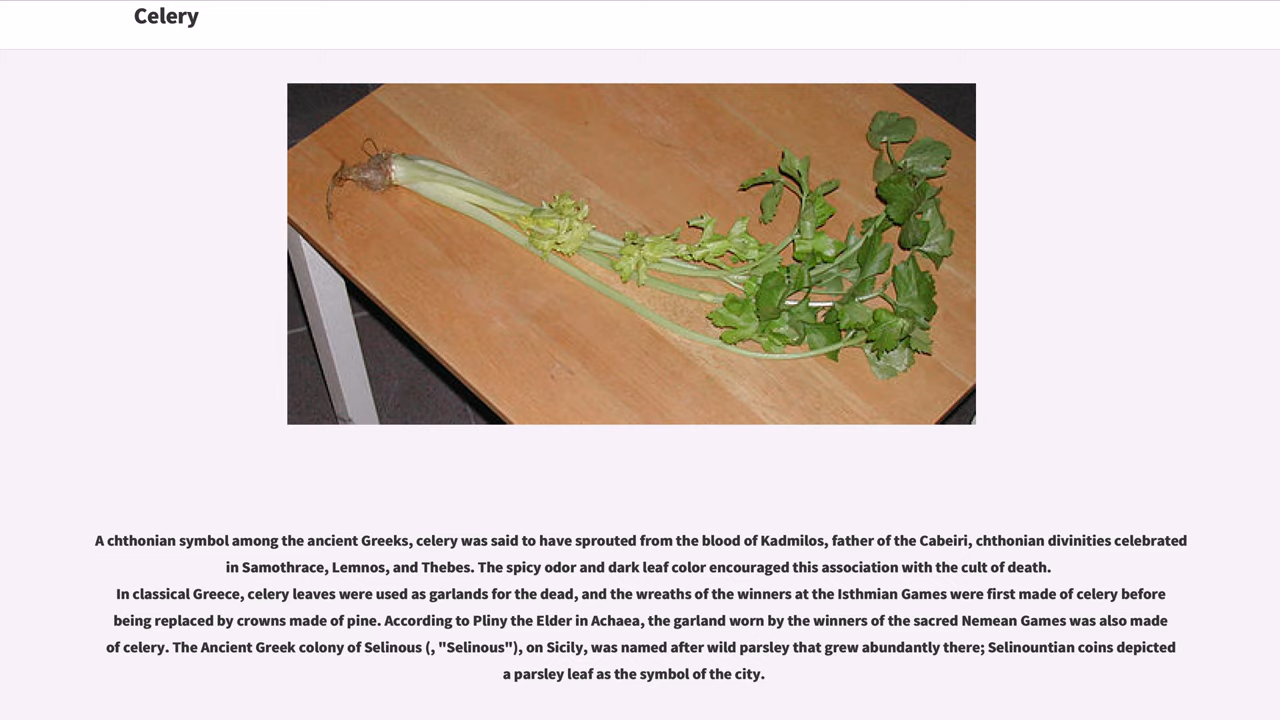 Celery
A chthonian symbol among the ancient Greeks, celery was said to have sprouted from the blood of Kadmilos, father of the Cabeiri, chthonian divinities celebrated
in Samothrace, Lemnos, and Thebes. The spicy odor and dark leaf color encouraged this association with the cult of death.
In classical Greece, celery leaves were used as garlands for the dead, and the wreaths of the winners at the Isthmian Games were first made of celery before
being replaced by crowns made of pine. According to Pliny the Elder in Achaea, the garland worn by the winners of the sacred Nemean Games was also made
of celery. The Ancient Greek colony of Selinous (, "Selinous"), on Sicily, was named after wild parsley that grew abundantly there; Selinountian coins depicted
a parsley leaf as the symbol of the city.